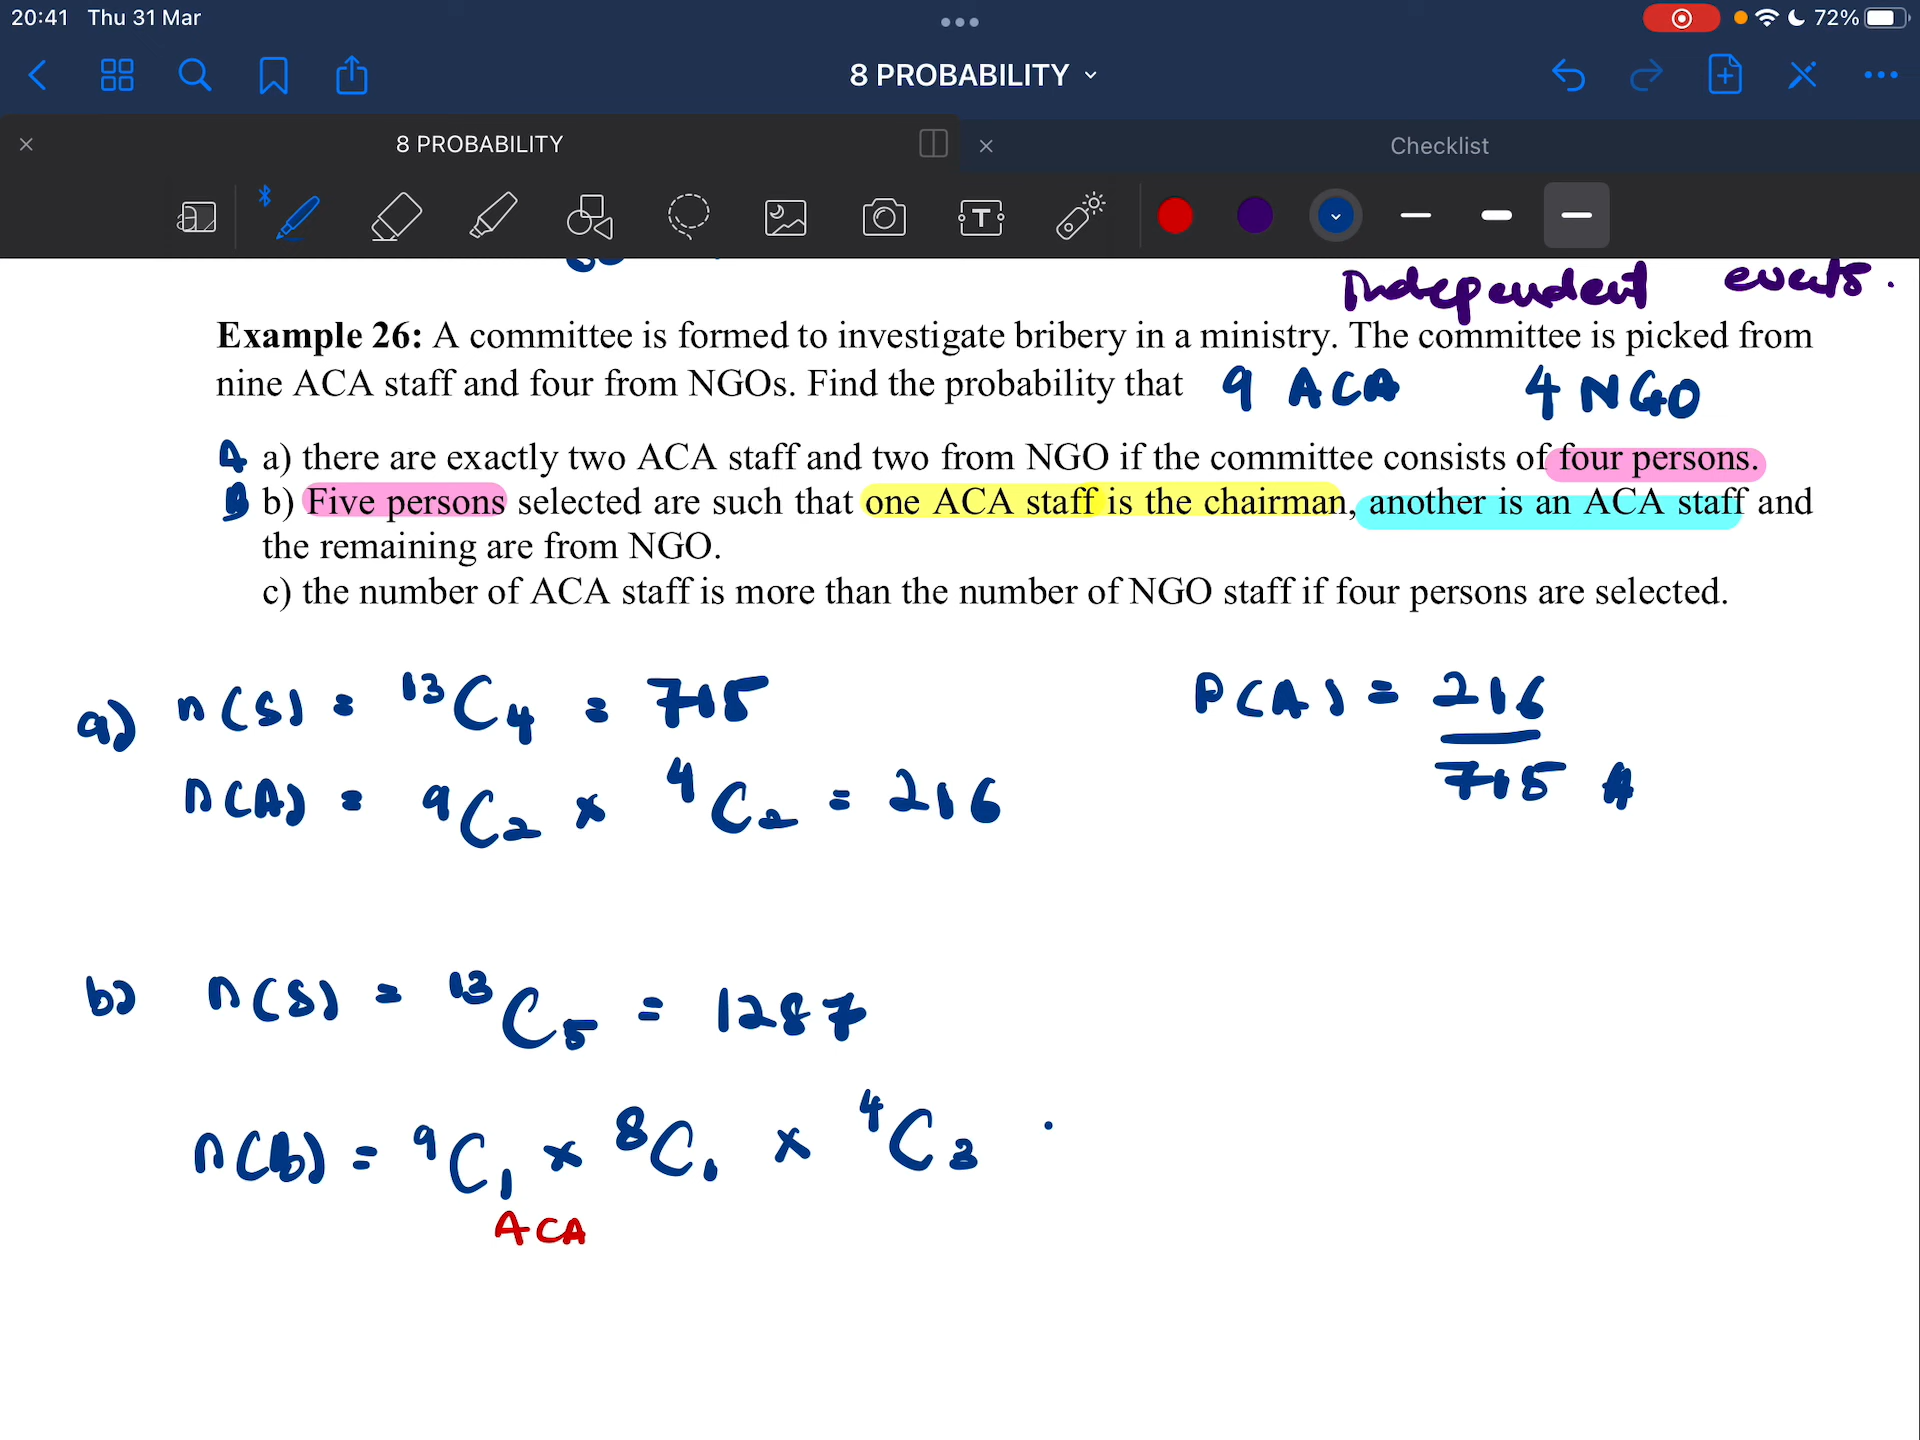 20:41 Thu 31 Mar
72%
8 PROBABILITY
8 PROBABILITY
Checklist
Independent events.
Example 26: A committee is formed to investigate bribery in a ministry. The committee is picked from
nine ACA staff and four from NGOs. Find the probability that 9 ACA 4 NGO
A a) there are exactly two ACA staff and two from NGO if the committee consists of four persons.
B b) Five persons selected are such that one ACA staff is the chairman, another is an ACA staff and
the remaining are from NGO.
c) the number of ACA staff is more than the number of NGO staff if four persons are selected.
a) n(S) = ¹³C₄ = 715
P(A) = 216
715
n(A) = ⁹C₂ × ⁴C₂ = 216
b) n(S) = ¹³C₅ = 1287
n(b) = ⁹C₁ × ⁸C₁ × ⁴C₃
ACA